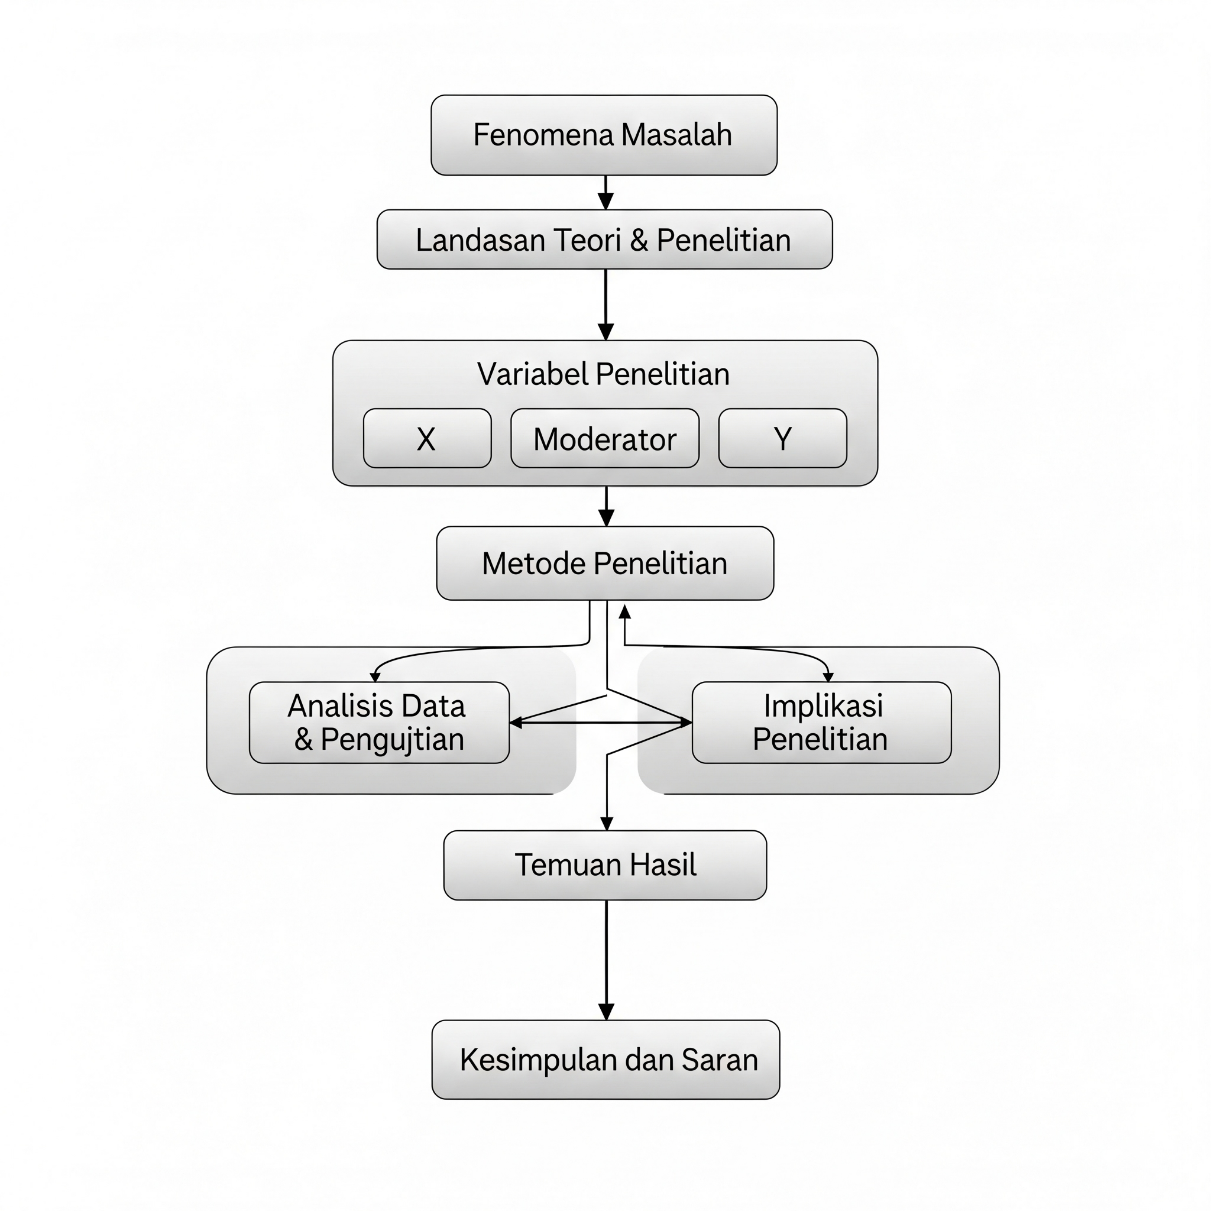 Fenomena Masalah
Landasan Teori & Penelitian
Variabel Penelitian
X
Moderator
Y
Metode Penelitian
Analisis Data
& Pengujtian
Implikasi
Penelitian
Temuan Hasil
Kesimpulan dan Saran